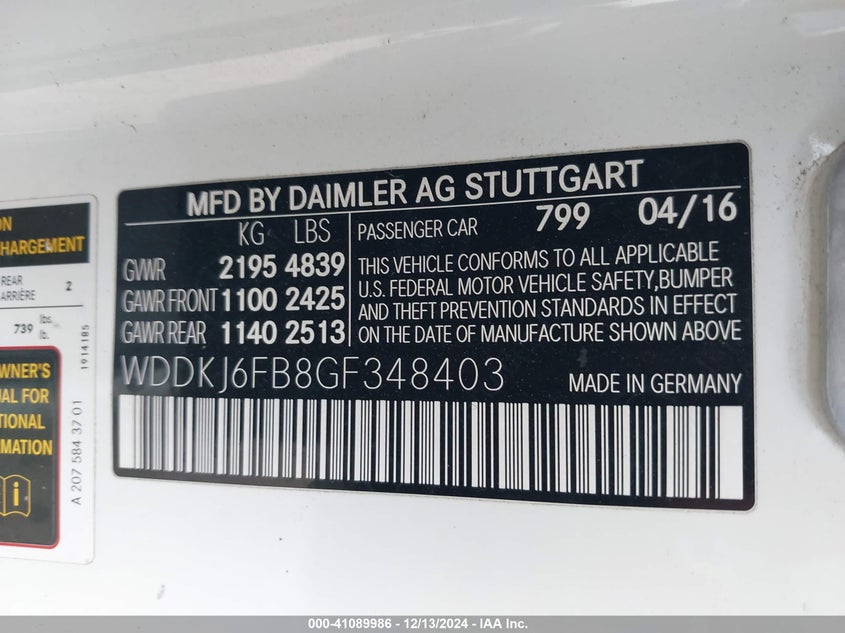 MFD BY DAIMLER AG STUTTGART
KG LBS
GVWR 2195 4839
GAWR FRONT 1100 2425
GAWR REAR 1140 2513
PASSENGER CAR 799 04/16
THIS VEHICLE CONFORMS TO ALL APPLICABLE
U.S. FEDERAL MOTOR VEHICLE SAFETY,BUMPER
AND THEFT PREVENTION STANDARDS IN EFFECT
ON THE DATE OF MANUFACTURE SHOWN ABOVE
WDDKJ6FB8GF348403
MADE IN GERMANY
ON
HARGEMENT
REAR
ARRIÈRE 2
739 lbs.
lb.
1914185
WNER'S
UAL FOR
TIONAL
RMATION
i
A 207 584 37 01
000-41089986 - 12/13/2024 - IAA Inc.